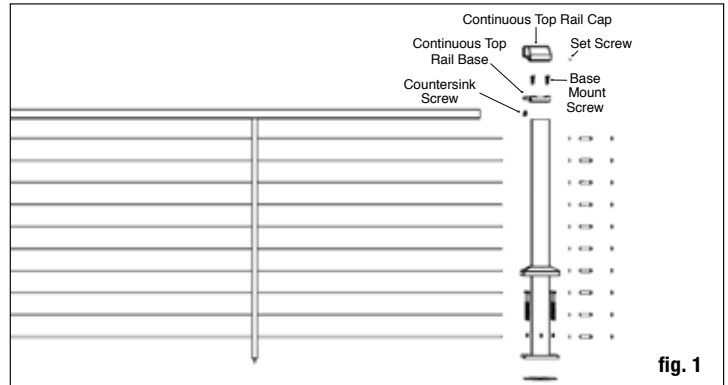 Continuous Top Rail Cap
Continuous Top
Rail Base
Set Screw
Countersink
Screw
Base
Mount
Screw
fig. 1